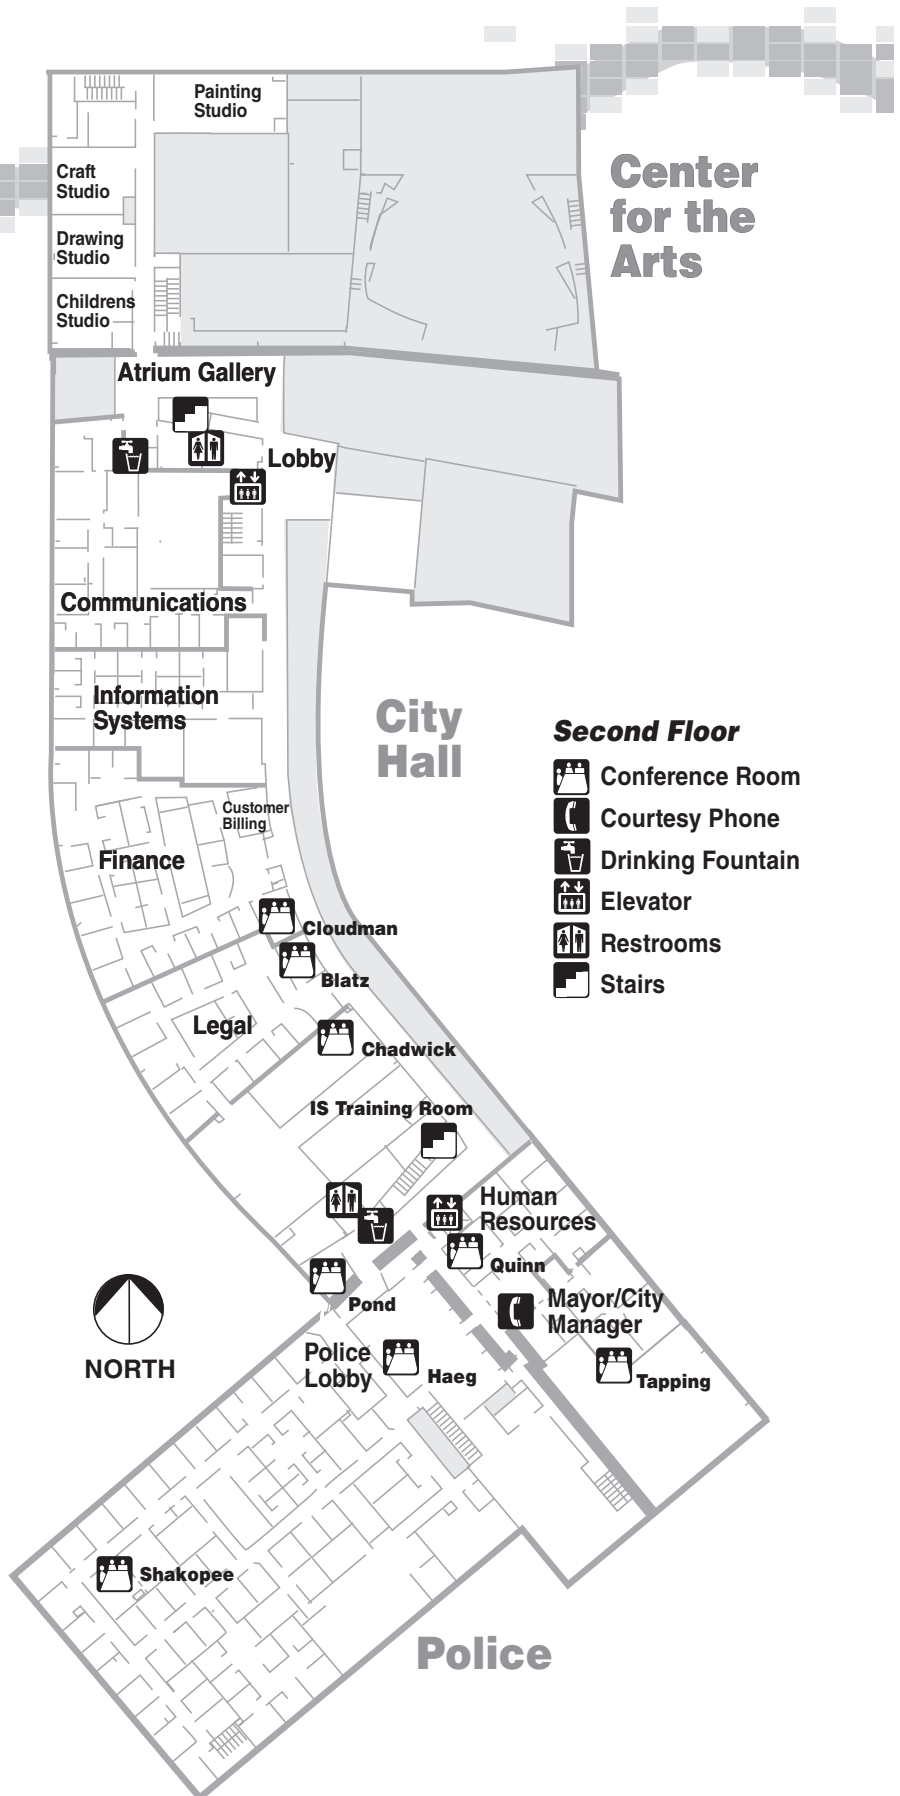 Painting
Studio
Craft
Studio
Drawing
Studio
Childrens
Studio
Center
for the
Arts
Atrium Gallery
Lobby
Communications
Information
Systems
City
Hall
Second Floor
Conference Room
Courtesy Phone
Drinking Fountain
Elevator
Restrooms
Stairs
Customer
Billing
Finance
Cloudman
Blatz
Legal
Chadwick
IS Training Room
Human
Resources
Quinn
Pond
Mayor/City
Manager
NORTH
Police
Lobby
Haeg
Tapping
Shakopee
Police